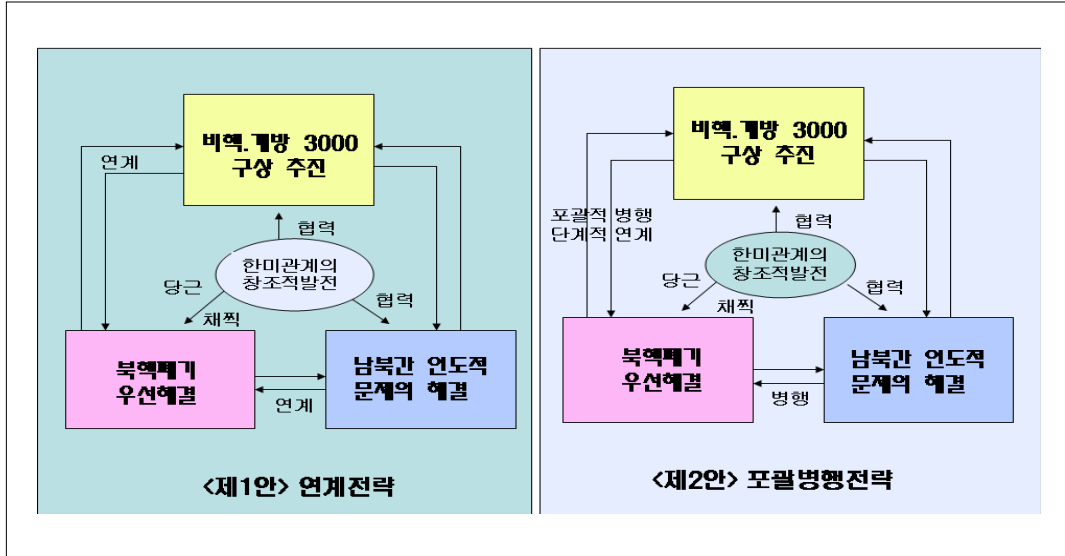 비핵.개방 3000
구상 추진
연계
협력
한미관계의
창조적발전
당근
협력
채찍
북핵폐기
우선해결
남북간 인도적
문제의 해결
연계
<제1안> 연계전략
비핵.개방 3000
구상 추진
포괄적 병행
단계적 연계
협력
한미관계의
창조적발전
당근
협력
채찍
북핵폐기
우선해결
남북간 인도적
문제의 해결
병행
<제2안> 포괄병행전략